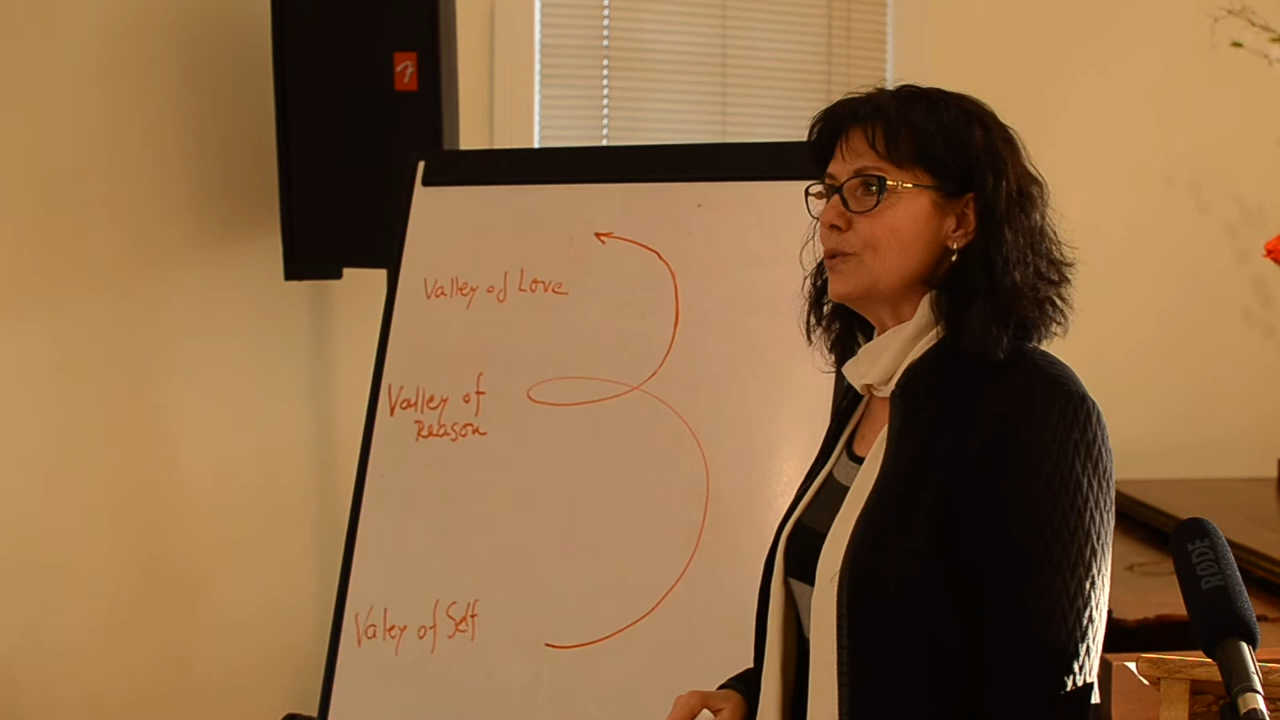 Valley of Love
Valley of
Reason
Valey of Self
RØDE